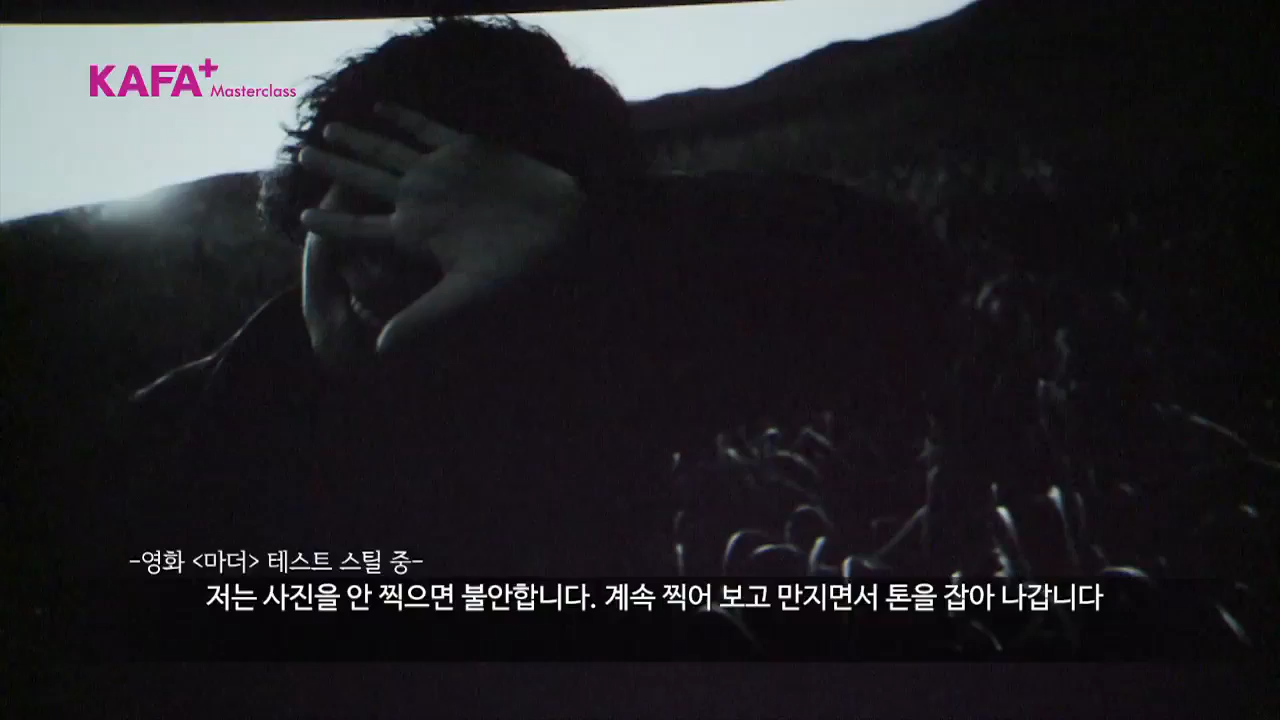 KAFA+ Masterclass
-영화 <마더> 테스트 스틸 중-
저는 사진을 안 찍으면 불안합니다. 계속 찍어 보고 만지면서 톤을 잡아 나갑니다